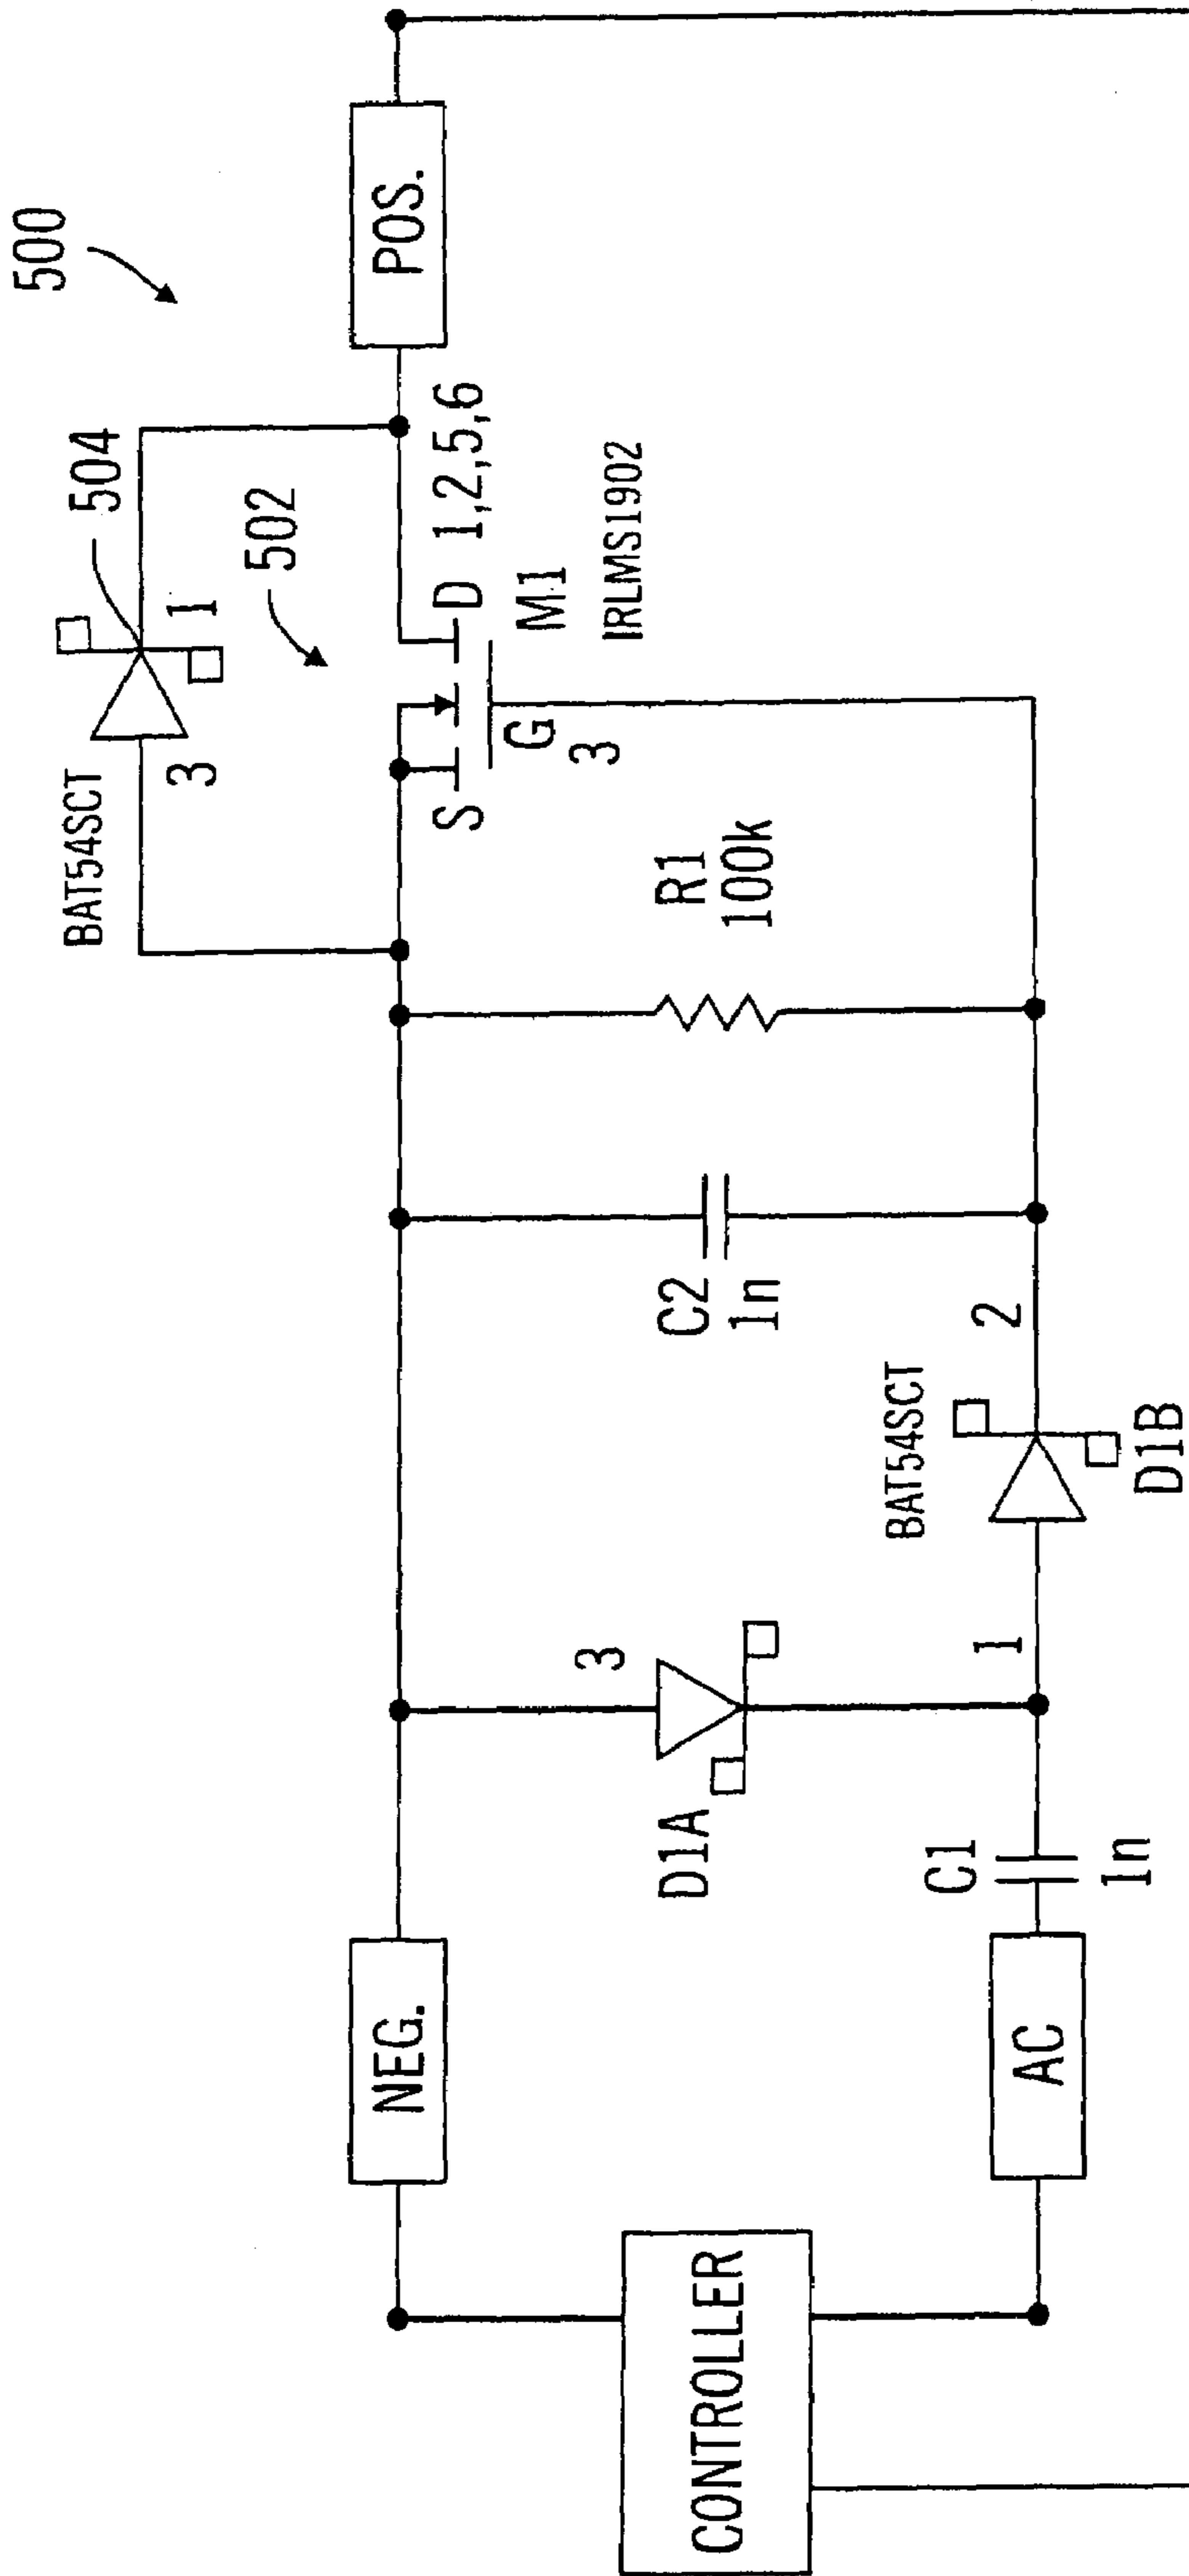 500
BAT54SCT
504
3
1
502
NEG.
POS.
S
D 1,2,5,6
G
3
M1
IRLMS1902
3
D1A
C2
1n
R1
100k
CONTROLLER
AC
C1
1n
1
BAT54SCT
2
D1B